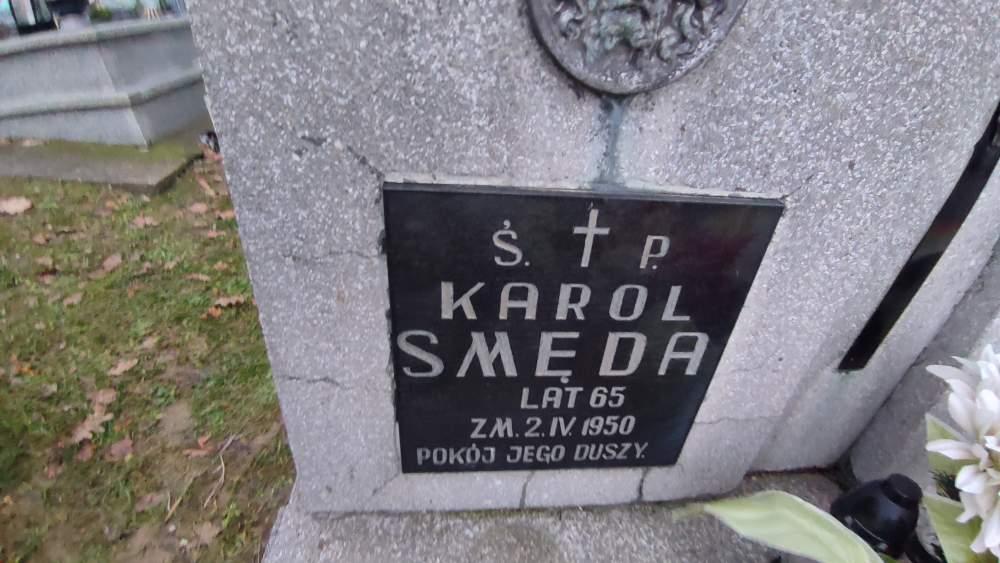 Ś. † P.
KAROL
SMĘDA
LAT 65
ZM. 2. IV. 1950
POKÓJ JEGO DUSZY.